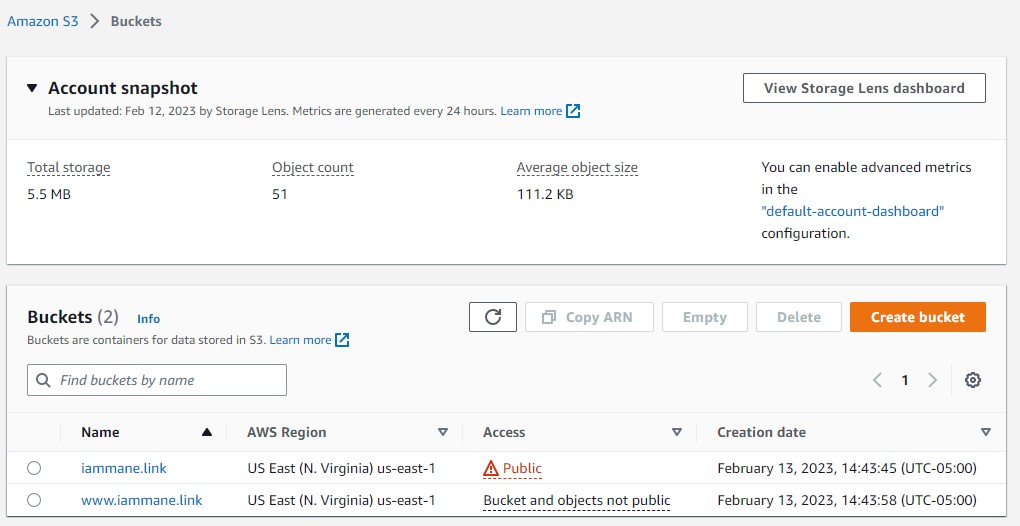 Amazon S3 > Buckets
Account snapshot
View Storage Lens dashboard
Last updated: Feb 12, 2023 by Storage Lens. Metrics are generated every 24 hours. Learn more
Total storage
Object count
Average object size
5.5 MB
51
111.2 KB
You can enable advanced metrics
in the
"default-account-dashboard"
configuration.
Buckets (2) Info
Copy ARN
Empty
Delete
Create bucket
Buckets are containers for data stored in S3. Learn more
Find buckets by name
1
Name AWS Region Access Creation date
iammane.link US East (N. Virginia) us-east-1 Public February 13, 2023, 14:43:45 (UTC-05:00)
www.iammane.link US East (N. Virginia) us-east-1 Bucket and objects not public February 13, 2023, 14:43:58 (UTC-05:00)